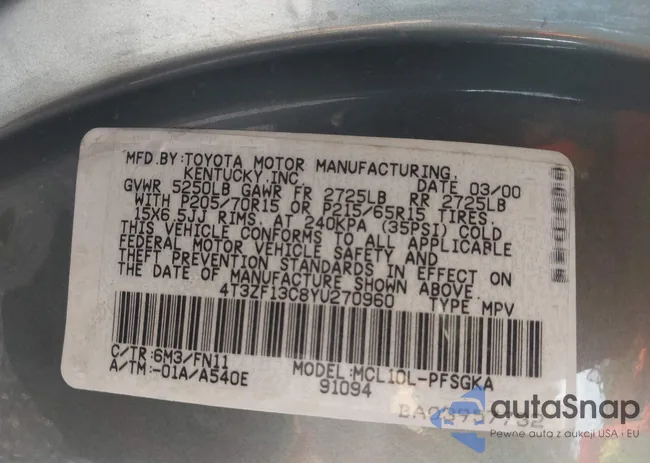 MFD.BY:TOYOTA MOTOR MANUFACTURING,
KENTUCKY,INC. DATE 03/00
GVWR 5250LB GAWR FR 2725LB RR 2725LB
WITH P205/70R15 OR P215/65R15 TIRES,
15X6.5JJ RIMS, AT 240KPA (35PSI) COLD
THIS VEHICLE CONFORMS TO ALL APPLICABLE
FEDERAL MOTOR VEHICLE SAFETY AND
THEFT PREVENTION STANDARDS IN EFFECT ON
THE DATE OF MANUFACTURE SHOWN ABOVE.
4T3ZF13C8YU270960 TYPE MPV
C/TR:6M3/FN11 MODEL:MCL10L-PFSGKA
A/TM:-01A/A540E 91094
autaSnap
Pewne auta z aukcji USA i EU